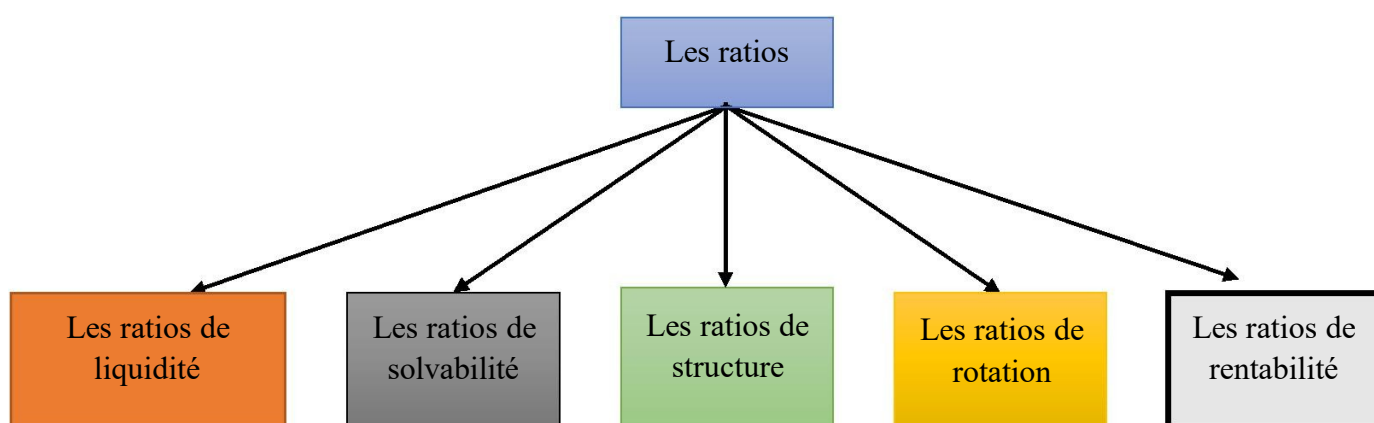 Les ratios
Les ratios de
liquidité
Les ratios de
solvabilité
Les ratios de
structure
Les ratios de
rotation
Les ratios de
rentabilité